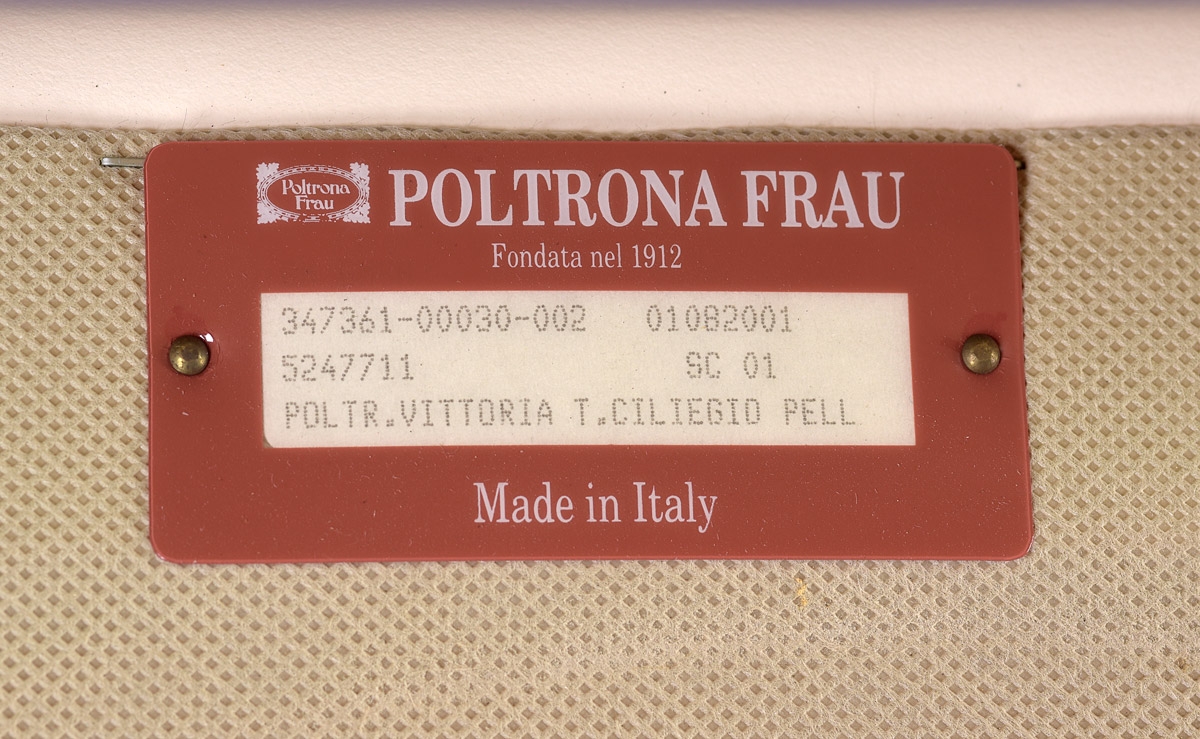 Poltrona
Frau
POLTRONA FRAU
Fondata nel 1912
347361-00030-002 01082001
5247711 SC 01
POLTR.VITTORIA T.CILIEGIO PELL
Made in Italy